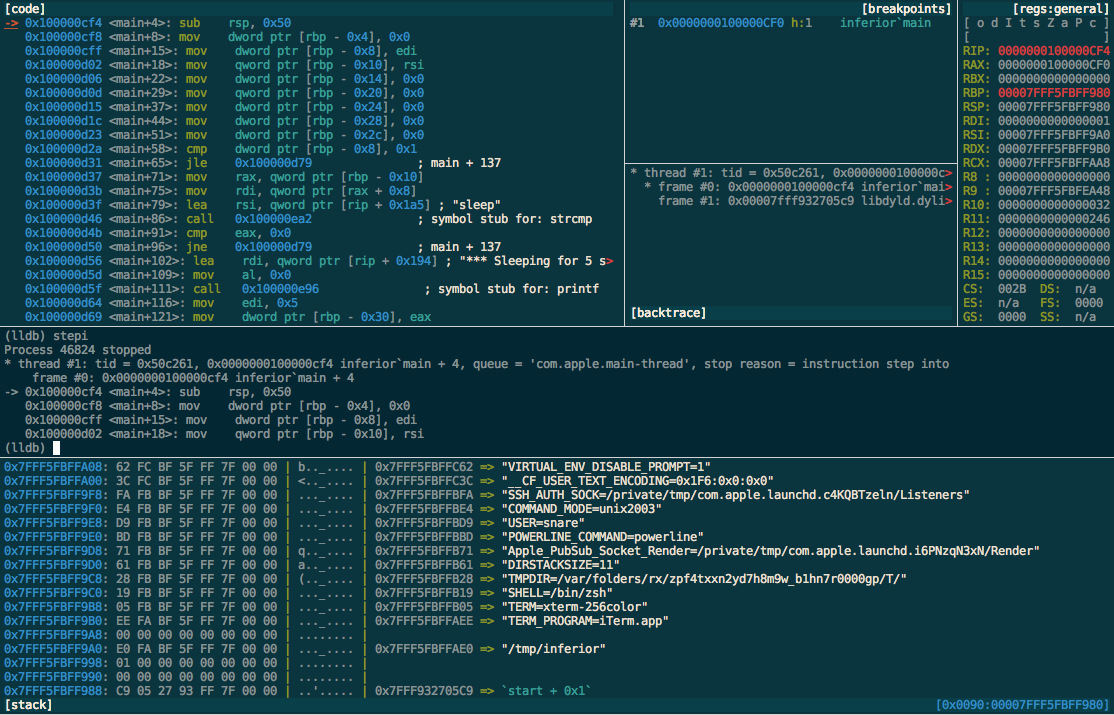 [code]
-> 0x100000cf4 <main+4>: sub    rsp, 0x50
   0x100000cf8 <main+8>: mov    dword ptr [rbp - 0x4], 0x0
   0x100000cff <main+15>: mov    dword ptr [rbp - 0x8], edi
   0x100000d02 <main+18>: mov    qword ptr [rbp - 0x10], rsi
   0x100000d06 <main+22>: mov    dword ptr [rbp - 0x14], 0x0
   0x100000d0d <main+29>: mov    qword ptr [rbp - 0x20], 0x0
   0x100000d15 <main+37>: mov    dword ptr [rbp - 0x24], 0x0
   0x100000d1c <main+44>: mov    dword ptr [rbp - 0x28], 0x0
   0x100000d23 <main+51>: mov    dword ptr [rbp - 0x2c], 0x0
   0x100000d2a <main+58>: cmp    dword ptr [rbp - 0x8], 0x1
   0x100000d31 <main+65>: jle    0x100000d79               ; main + 137
   0x100000d37 <main+71>: mov    rax, qword ptr [rbp - 0x10]
   0x100000d3b <main+75>: mov    rdi, qword ptr [rax + 0x8]
   0x100000d3f <main+79>: lea    rsi, qword ptr [rip + 0x1a5] ; "sleep"
   0x100000d46 <main+86>: call   0x100000ea2               ; symbol stub for: strcmp
   0x100000d4b <main+91>: cmp    eax, 0x0
   0x100000d50 <main+96>: jne    0x100000d79               ; main + 137
   0x100000d56 <main+102>: lea    rdi, qword ptr [rip + 0x194] ; "*** Sleeping for 5 s>
   0x100000d5d <main+109>: mov    al, 0x0
   0x100000d5f <main+111>: call   0x100000e96               ; symbol stub for: printf
   0x100000d64 <main+116>: mov    edi, 0x5
   0x100000d69 <main+121>: mov    dword ptr [rbp - 0x30], eax
[breakpoints]
#1  0x0000000100000CF0 h:1    inferior`main
* thread #1: tid = 0x50c261, 0x0000000100000c>
  * frame #0: 0x0000000100000cf4 inferior`mai>
    frame #1: 0x00007fff932705c9 libdyld.dyli>
[backtrace]
[regs:general]
[ o d I t s Z a P c ]
[                   ]
RIP: 0000000100000CF4
RAX: 0000000100000CF0
RBX: 0000000000000000
RBP: 00007FFF5FBFF980
RSP: 00007FFF5FBFF980
RDI: 0000000000000001
RSI: 00007FFF5FBFF9A0
RDX: 00007FFF5FBFF9B0
RCX: 00007FFF5FBFFAA8
R8 : 0000000000000000
R9 : 00007FFF5FBFEA48
R10: 0000000000000032
R11: 0000000000000246
R12: 0000000000000000
R13: 0000000000000000
R14: 0000000000000000
R15: 0000000000000000
CS:  002B  DS:  n/a
ES:  n/a   FS:  0000
GS:  0000  SS:  n/a
(lldb) stepi
Process 46824 stopped
* thread #1: tid = 0x50c261, 0x0000000100000cf4 inferior`main + 4, queue = 'com.apple.main-thread', stop reason = instruction step into
    frame #0: 0x0000000100000cf4 inferior`main + 4
-> 0x100000cf4 <main+4>: sub    rsp, 0x50
   0x100000cf8 <main+8>: mov    dword ptr [rbp - 0x4], 0x0
   0x100000cff <main+15>: mov    dword ptr [rbp - 0x8], edi
   0x100000d02 <main+18>: mov    qword ptr [rbp - 0x10], rsi
(lldb)
0x7FFF5FBFFA08: 62 FC BF 5F FF 7F 00 00 | b.._.... | 0x7FFF5FBFFC62 => "VIRTUAL_ENV_DISABLE_PROMPT=1"
0x7FFF5FBFFA00: 3C FC BF 5F FF 7F 00 00 | <.._.... | 0x7FFF5FBFFC3C => "__CF_USER_TEXT_ENCODING=0x1F6:0x0:0x0"
0x7FFF5FBFF9F8: FA FB BF 5F FF 7F 00 00 | ..._.... | 0x7FFF5FBFFBFA => "SSH_AUTH_SOCK=/private/tmp/com.apple.launchd.c4KQBTzeln/Listeners"
0x7FFF5FBFF9F0: E4 FB BF 5F FF 7F 00 00 | ..._.... | 0x7FFF5FBFFBE4 => "COMMAND_MODE=unix2003"
0x7FFF5FBFF9E8: D9 FB BF 5F FF 7F 00 00 | ..._.... | 0x7FFF5FBFFBD9 => "USER=snare"
0x7FFF5FBFF9E0: BD FB BF 5F FF 7F 00 00 | ..._.... | 0x7FFF5FBFFBBD => "POWERLINE_COMMAND=powerline"
0x7FFF5FBFF9D8: 71 FB BF 5F FF 7F 00 00 | q.._.... | 0x7FFF5FBFFB71 => "Apple_PubSub_Socket_Render=/private/tmp/com.apple.launchd.i6PNzqN3xN/Render"
0x7FFF5FBFF9D0: 61 FB BF 5F FF 7F 00 00 | a.._.... | 0x7FFF5FBFFB61 => "DIRSTACKSIZE=11"
0x7FFF5FBFF9C8: 28 FB BF 5F FF 7F 00 00 | (.._.... | 0x7FFF5FBFFB28 => "TMPDIR=/var/folders/rx/zpf4txxn2yd7h8m9w_b1hn7r0000gp/T/"
0x7FFF5FBFF9C0: 19 FB BF 5F FF 7F 00 00 | ..._.... | 0x7FFF5FBFFB19 => "SHELL=/bin/zsh"
0x7FFF5FBFF9B8: 05 FB BF 5F FF 7F 00 00 | ..._.... | 0x7FFF5FBFFB05 => "TERM=xterm-256color"
0x7FFF5FBFF9B0: EE FA BF 5F FF 7F 00 00 | ..._.... | 0x7FFF5FBFFAEE => "TERM_PROGRAM=iTerm.app"
0x7FFF5FBFF9A8: 00 00 00 00 00 00 00 00 | ........ |
0x7FFF5FBFF9A0: E0 FA BF 5F FF 7F 00 00 | ..._.... | 0x7FFF5FBFFAE0 => "/tmp/inferior"
0x7FFF5FBFF998: 01 00 00 00 00 00 00 00 | ........ |
0x7FFF5FBFF990: 00 00 00 00 00 00 00 00 | ........ |
0x7FFF5FBFF988: C9 05 27 93 FF 7F 00 00 | ..'..... | 0x7FFF932705C9 => `start + 0x1`
[stack] [0x0090:00007FFF5FBFF980]